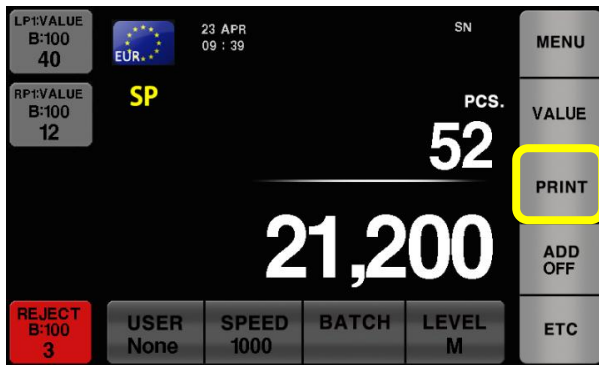 LP1:VALUE
B:100
40
EUR.
23 APR
09 : 39
SN
MENU
RP1:VALUE
B:100
12
SP
PCS.
52
VALUE
PRINT
21,200
ADD
OFF
REJECT
B:100
3
USER
None
SPEED
1000
BATCH
LEVEL
M
ETC